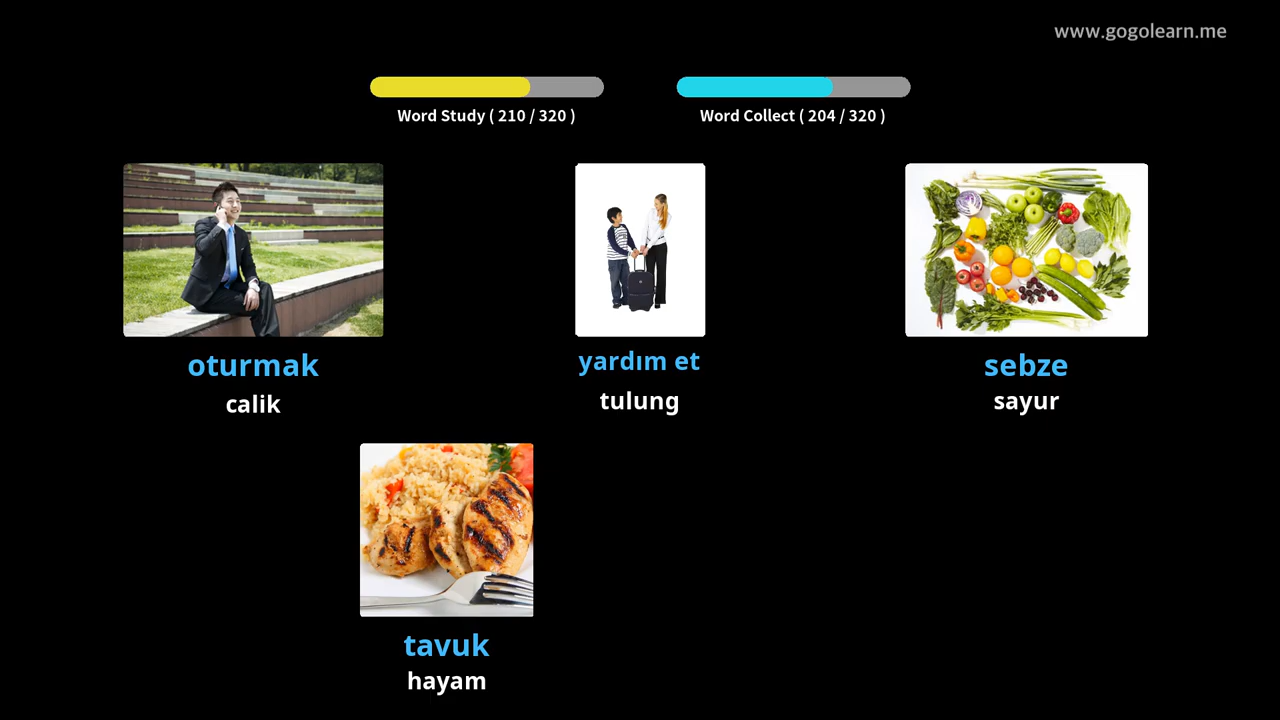 www.gogolearn.me
Word Study ( 210 / 320 )
Word Collect ( 204 / 320 )
oturmak
calik
yardım et
tulung
sebze
sayur
tavuk
hayam